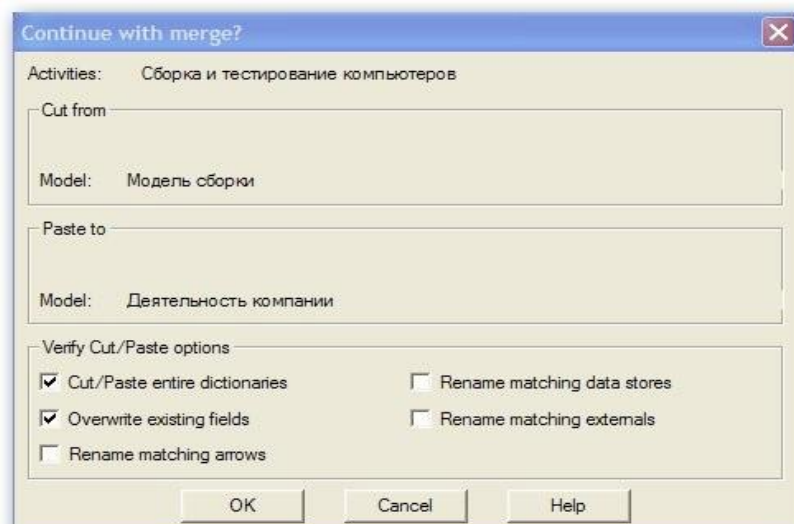 Continue with merge?
Activities: Сборка и тестирование компьютеров
Cut from
Model: Модель сборки
Paste to
Model: Деятельность компании
Verify Cut/Paste options
Cut/Paste entire dictionaries
Rename matching data stores
Overwrite existing fields
Rename matching externals
Rename matching arrows
OK Cancel Help